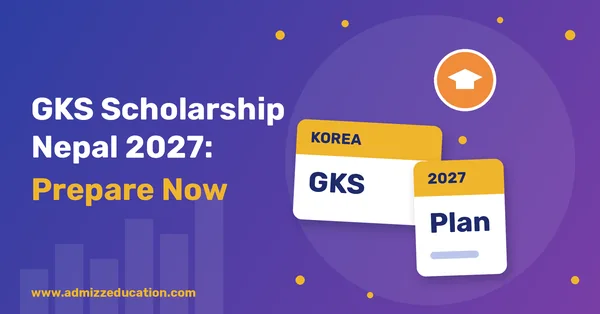 GKS Scholarship
Nepal 2027:
Prepare Now
KOREA
GKS
2027
Plan
www.admizzeducation.com